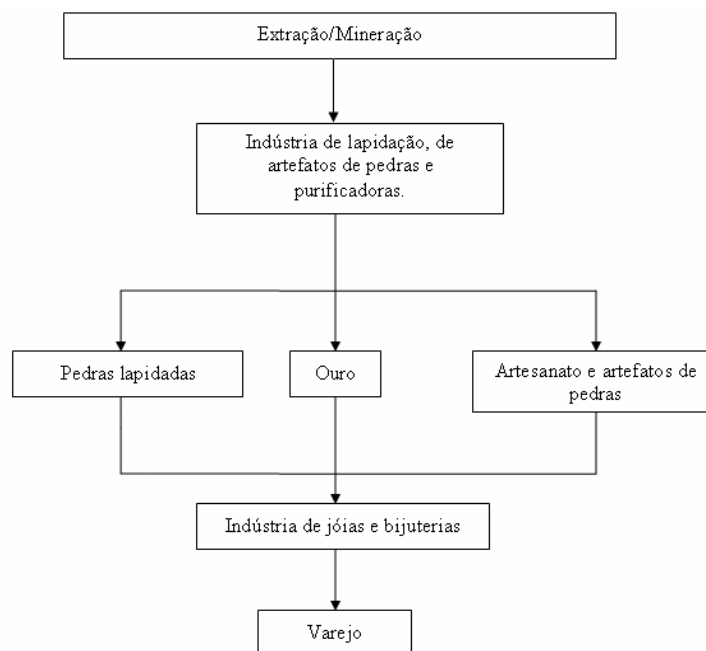 Extração/Mineração
Indústria de lapidação, de
artefatos de pedras e
purificadoras.
Pedras lapidadas
Ouro
Artesanato e artefatos de
pedras
Indústria de jóias e bijuterias
Varejo